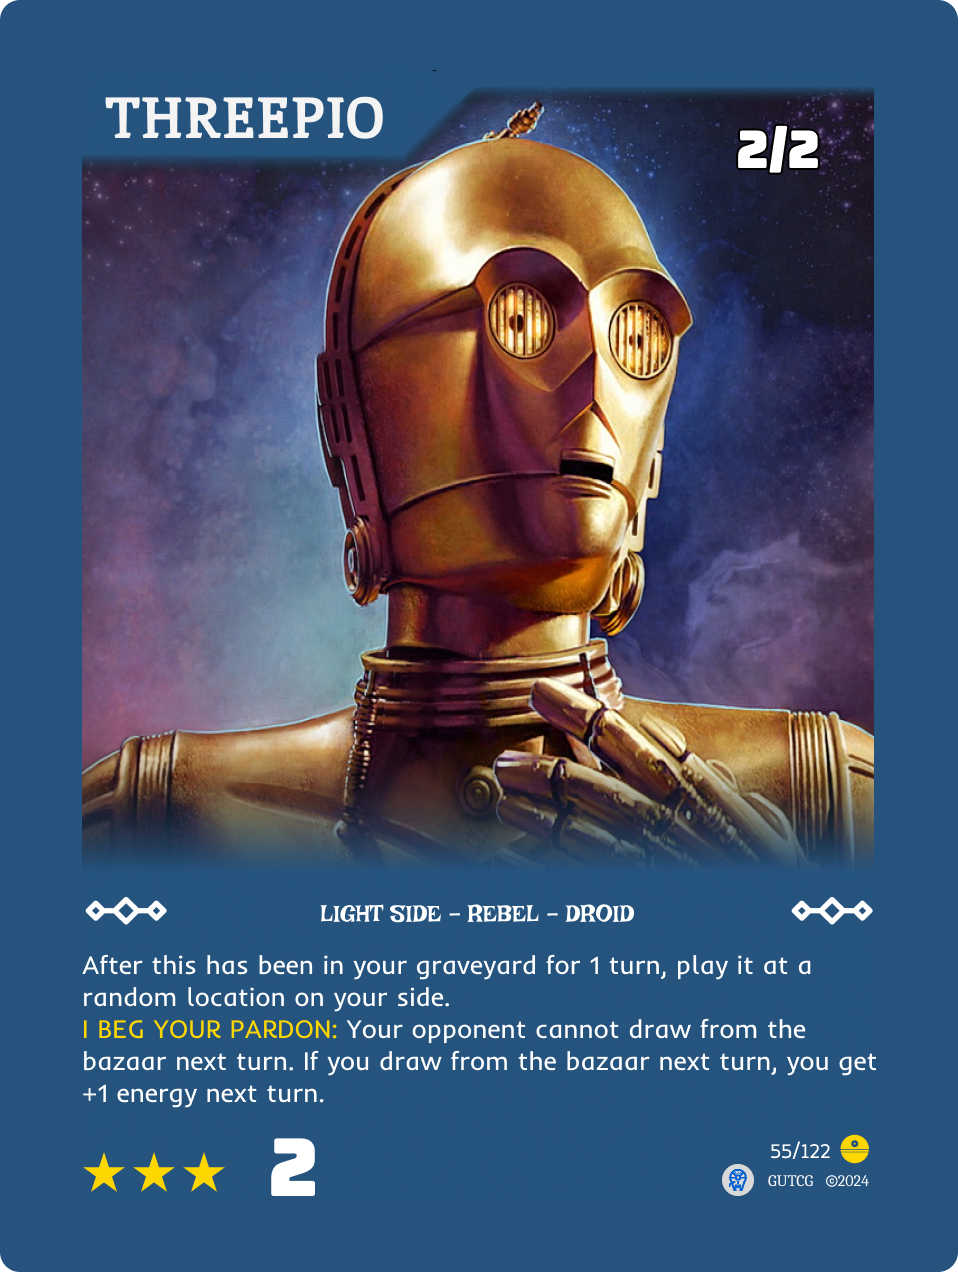 THREEPIO
2/2
LIGHT SIDE – REBEL – DROID
After this has been in your graveyard for 1 turn, play it at a
random location on your side.
I BEG YOUR PARDON: Your opponent cannot draw from the
bazaar next turn. If you draw from the bazaar next turn, you get
+1 energy next turn.
2
55/122
GUTCG ©2024